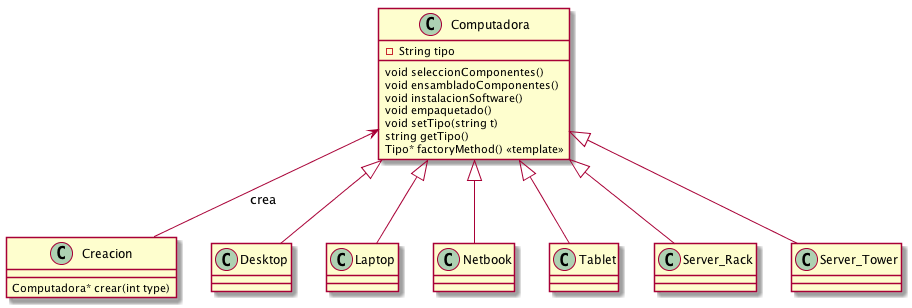 C Computadora
String tipo
void seleccionComponentes()
void ensambladoComponentes()
void instalacionSoftware()
void empaquetado()
void setTipo(string t)
string getTipo()
Tipo* factoryMethod() «template»
crea
C Creacion
Computadora* crear(int type)
C Desktop
C Laptop
C Netbook
C Tablet
C Server_Rack
C Server_Tower